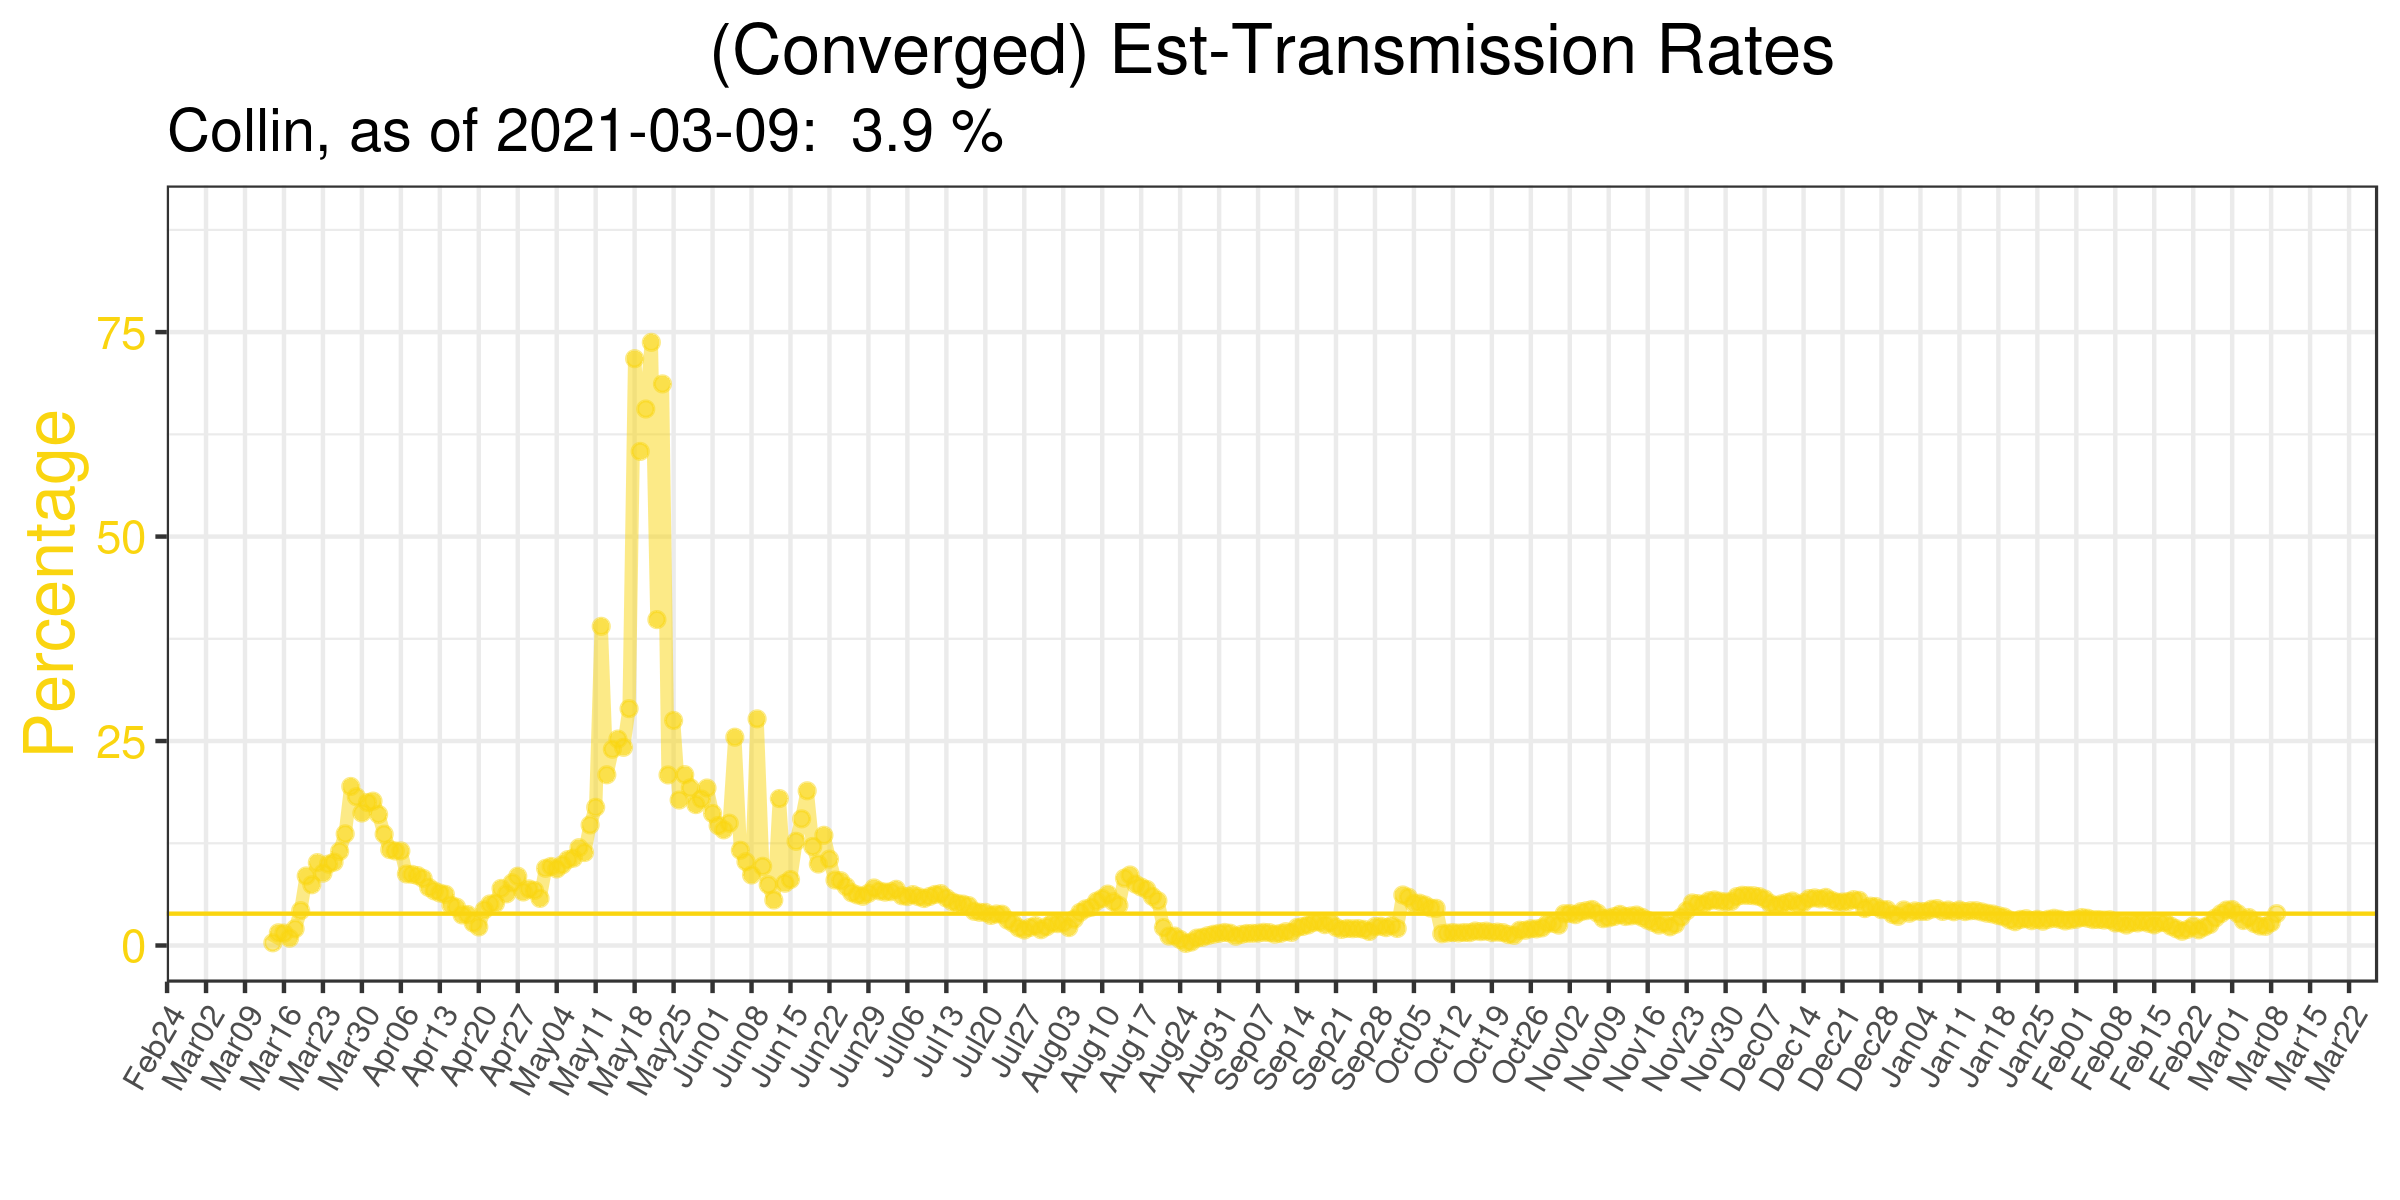 (Converged) Est-Transmission Rates
Collin, as of 2021-03-09:  3.9 %
Percentage
75
50
25
0
Feb24 Mar02 Mar09 Mar16 Mar23 Mar30 Apr06 Apr13 Apr20 Apr27 May04 May11 May18 May25 Jun01 Jun08 Jun15 Jun22 Jun29 Jul06 Jul13 Jul20 Jul27 Aug03 Aug10 Aug17 Aug24 Aug31 Sep07 Sep14 Sep21 Sep28 Oct05 Oct12 Oct19 Oct26 Nov02 Nov09 Nov16 Nov23 Nov30 Dec07 Dec14 Dec21 Dec28 Jan04 Jan11 Jan18 Jan25 Feb01 Feb08 Feb15 Feb22 Mar01 Mar08 Mar15 Mar22